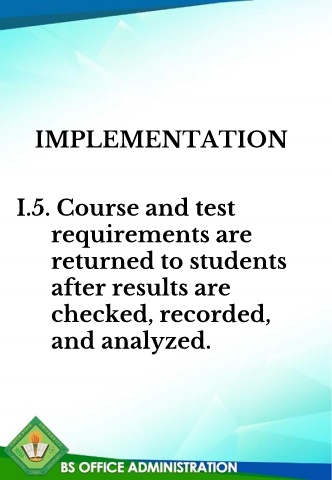 IMPLEMENTATION
I.5. Course and test
requirements are
returned to students
after results are
checked, recorded,
and analyzed.
BS OFFICE ADMINISTRATION